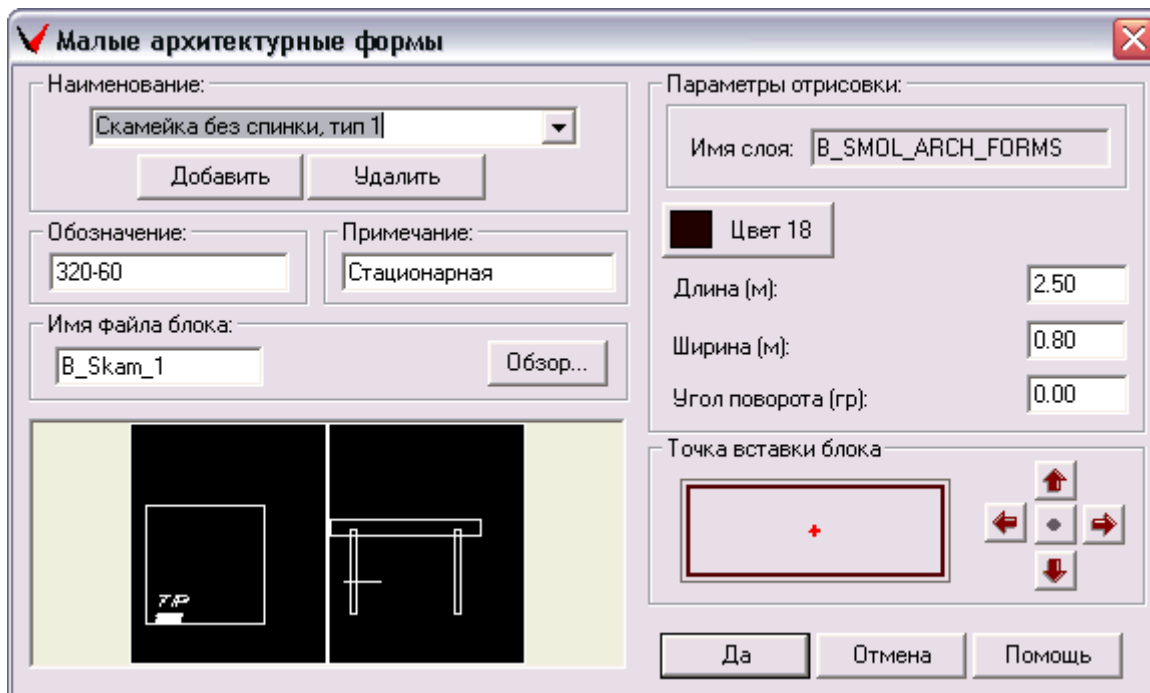 Малые архитектурные формы
Наименование:
Скамейка без спинки, тип 1
Добавить Удалить
Обозначение: Примечание:
320-60 Стационарная
Имя файла блока:
B_Skam_1 Обзор...
Параметры отрисовки:
Имя слоя: B_SMOL_ARCH_FORMS
Цвет 18
Длина (м): 2.50
Ширина (м): 0.80
Угол поворота (гр): 0.00
Точка вставки блока
Да Отмена Помощь